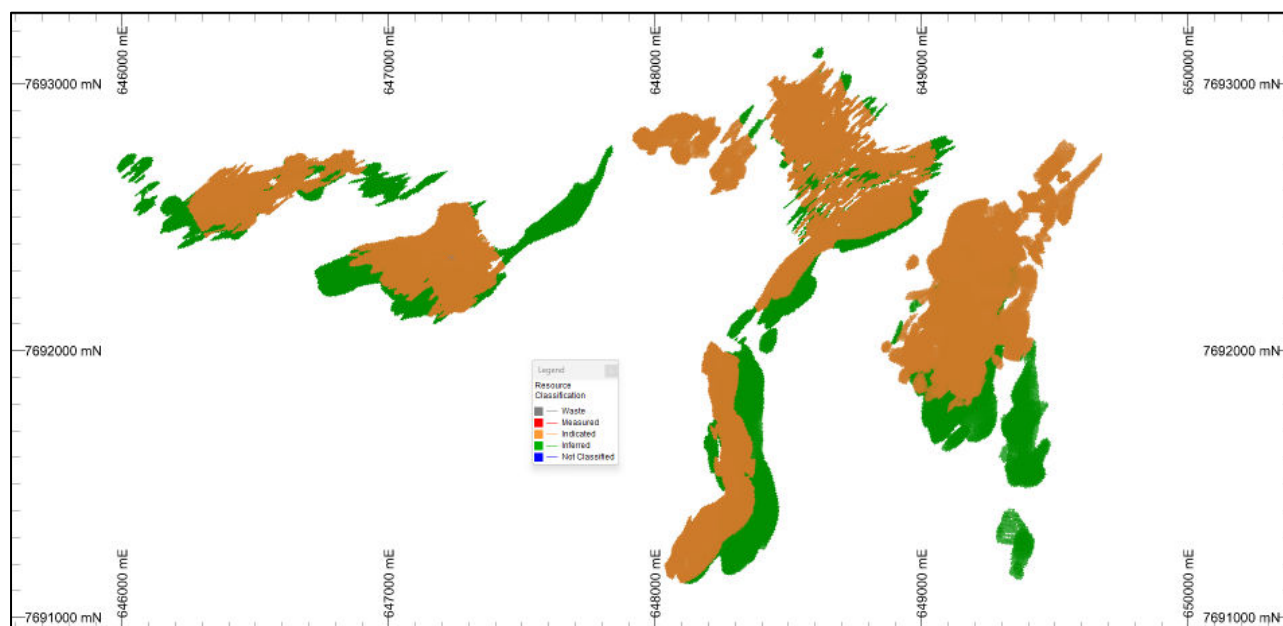 646000 mE
647000 mE
648000 mE
649000 mE
650000 mE
7693000 mN
7693000 mN
7692000 mN
7692000 mN
Legend
Resource
Classification
Waste
Measured
Indicated
Inferred
Not Classified
646000 mE
647000 mE
648000 mE
649000 mE
650000 mE
7691000 mN
7691000 mN